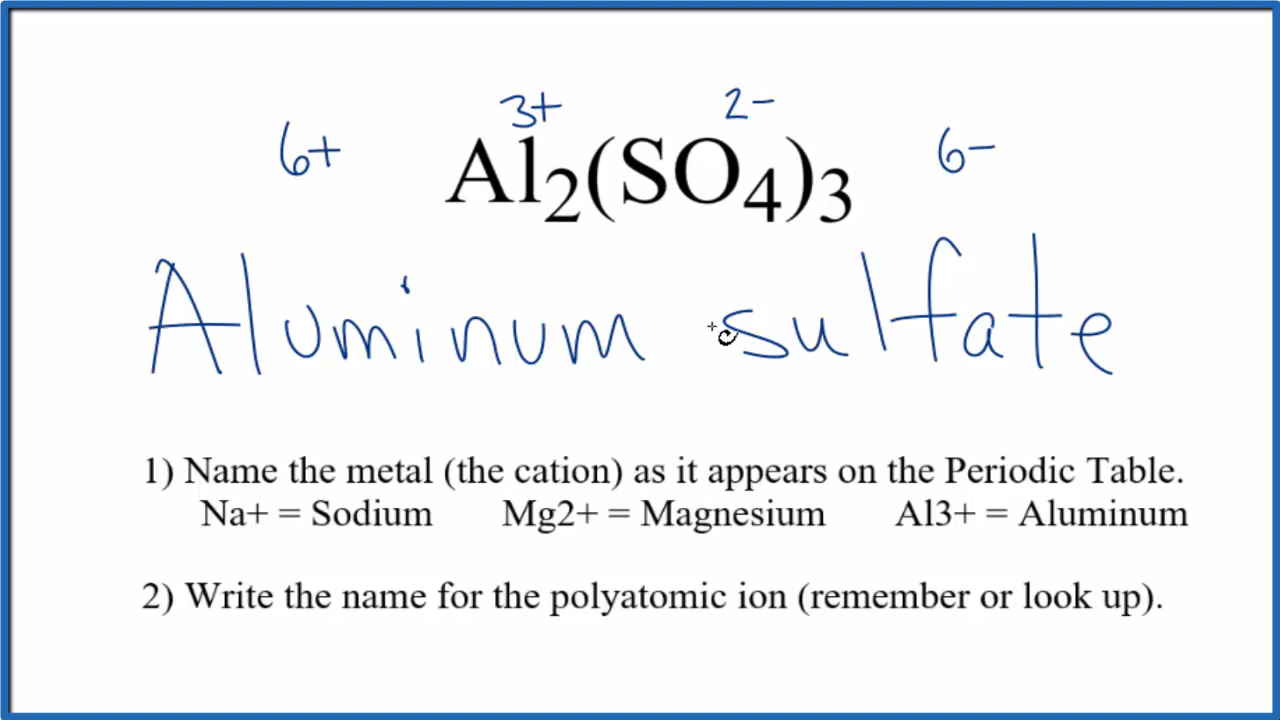 3+ 2-
6+ Al2(SO4)3 6-
Aluminum sulfate
1) Name the metal (the cation) as it appears on the Periodic Table.
Na+ = Sodium Mg2+ = Magnesium Al3+ = Aluminum
2) Write the name for the polyatomic ion (remember or look up).